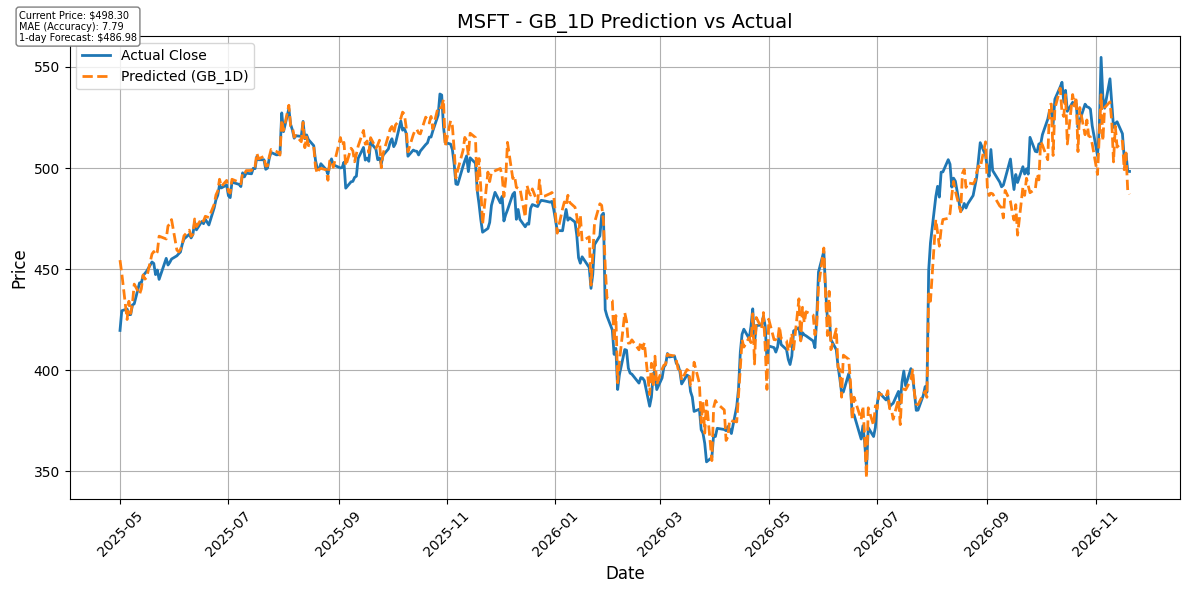 MSFT - GB_1D Prediction vs Actual
Current Price: $498.30
MAE (Accuracy): 7.79
1-day Forecast: $486.98
Actual Close
Predicted (GB_1D)
Price
550
500
450
400
350
2025-05
2025-07
2025-09
2025-11
2026-01
2026-03
2026-05
2026-07
2026-09
2026-11
Date